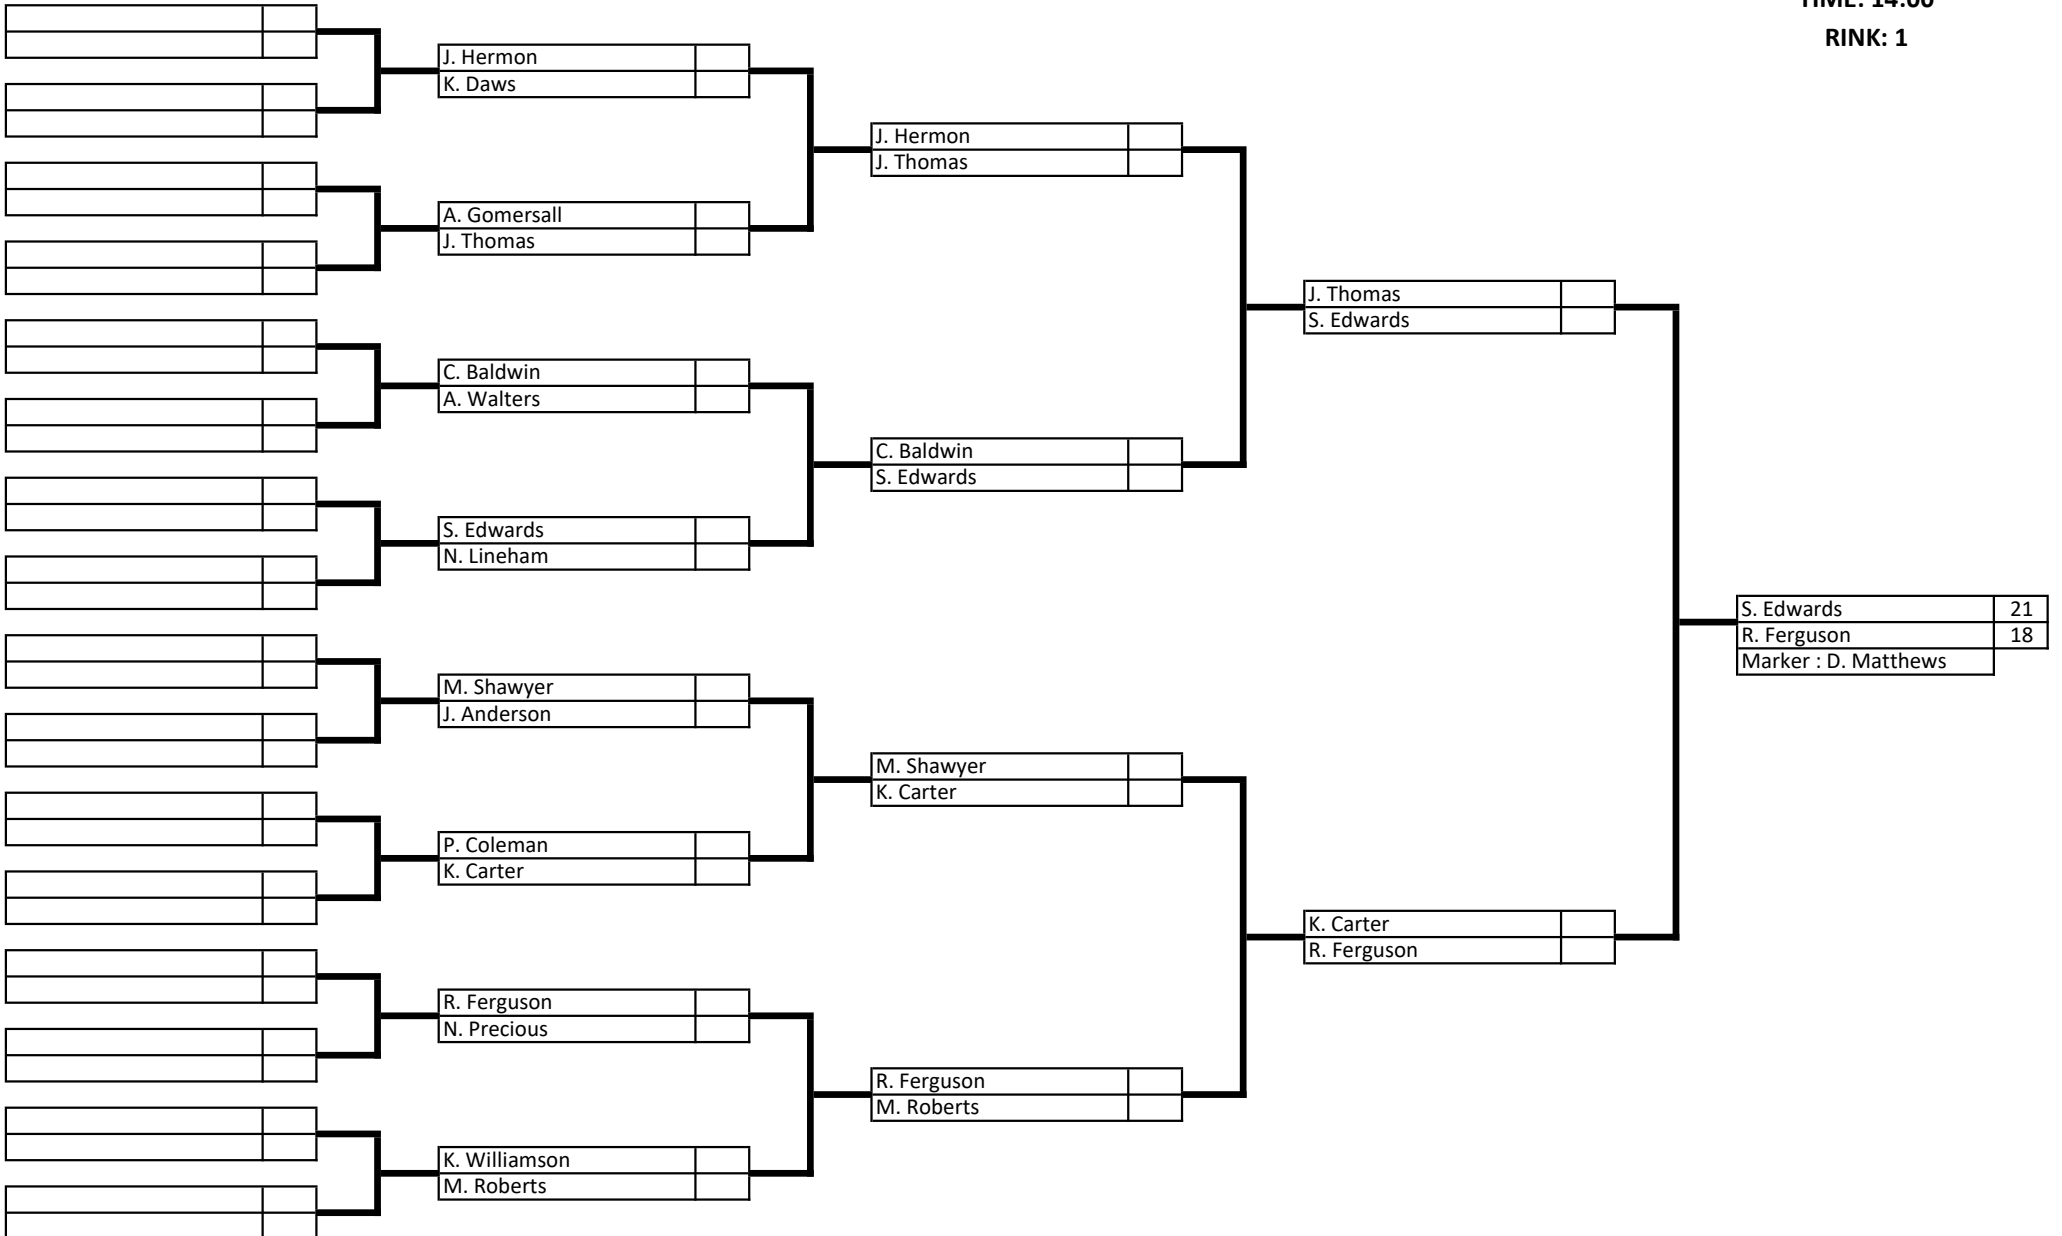 TIME: 14:00
RINK: 1
J. Hermon
K. Daws
A. Gomersall
J. Thomas
C. Baldwin
A. Walters
S. Edwards
N. Lineham
M. Shawyer
J. Anderson
P. Coleman
K. Carter
R. Ferguson
N. Precious
K. Williamson
M. Roberts
J. Hermon
J. Thomas
C. Baldwin
S. Edwards
M. Shawyer
K. Carter
R. Ferguson
M. Roberts
J. Thomas
S. Edwards
K. Carter
R. Ferguson
S. Edwards 21
R. Ferguson 18
Marker : D. Matthews